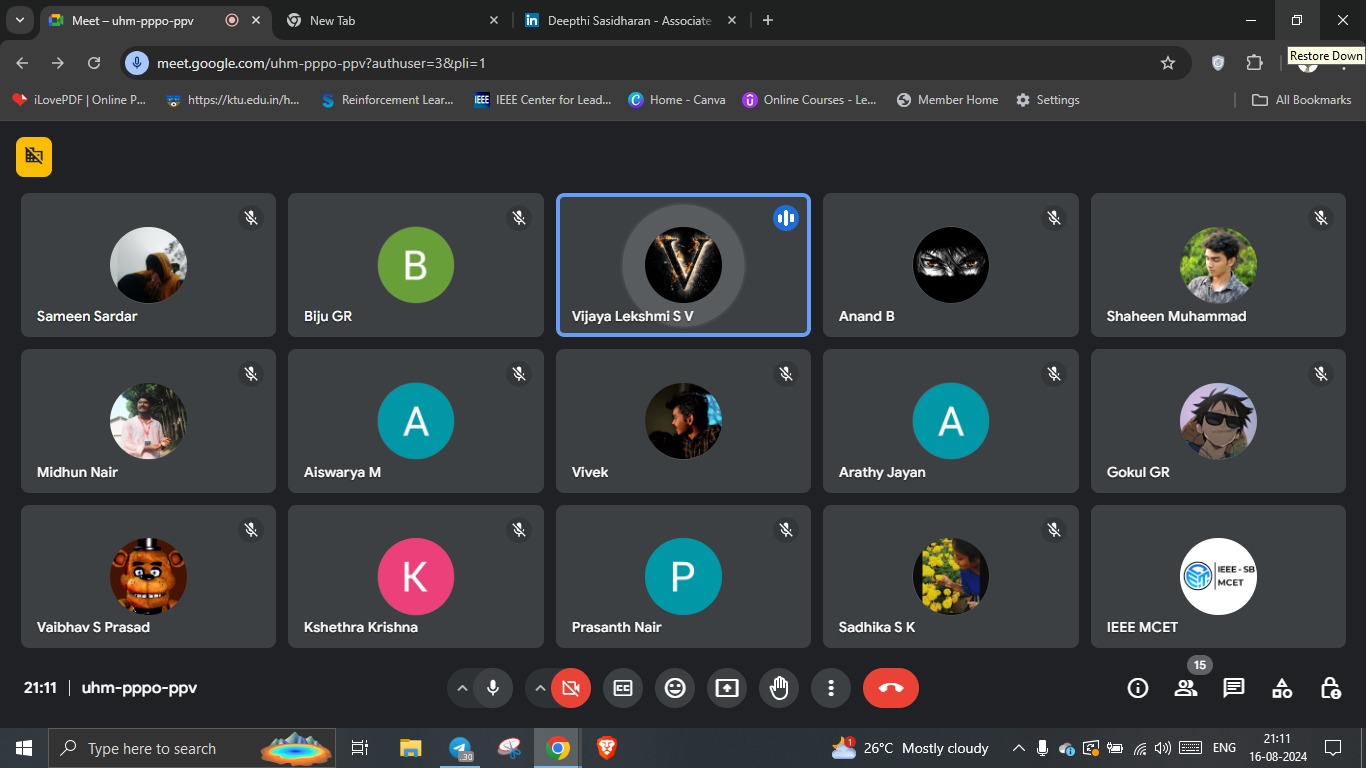 Meet – uhm-pppo-ppv
New Tab
in Deepthi Sasidharan - Associate
Restore Down
meet.google.com/uhm-pppo-ppv?authuser=3&pli=1
iLovePDF | Online P...
https://ktu.edu.in/h...
Reinforcement Lear...
IEEE IEEE Center for Lead...
Home - Canva
Online Courses - Le...
Member Home
Settings
All Bookmarks
Sameen Sardar
B
Biju GR
V
Vijaya Lekshmi S V
Anand B
Shaheen Muhammad
Midhun Nair
A
Aiswarya M
Vivek
A
Arathy Jayan
Gokul GR
Vaibhav S Prasad
K
Kshethra Krishna
P
Prasanth Nair
Sadhika S K
IEEE - SB
MCET
IEEE MCET
21:11 | uhm-pppo-ppv
CC
15
Type here to search
30
1
26°C Mostly cloudy
ENG
21:11
16-08-2024